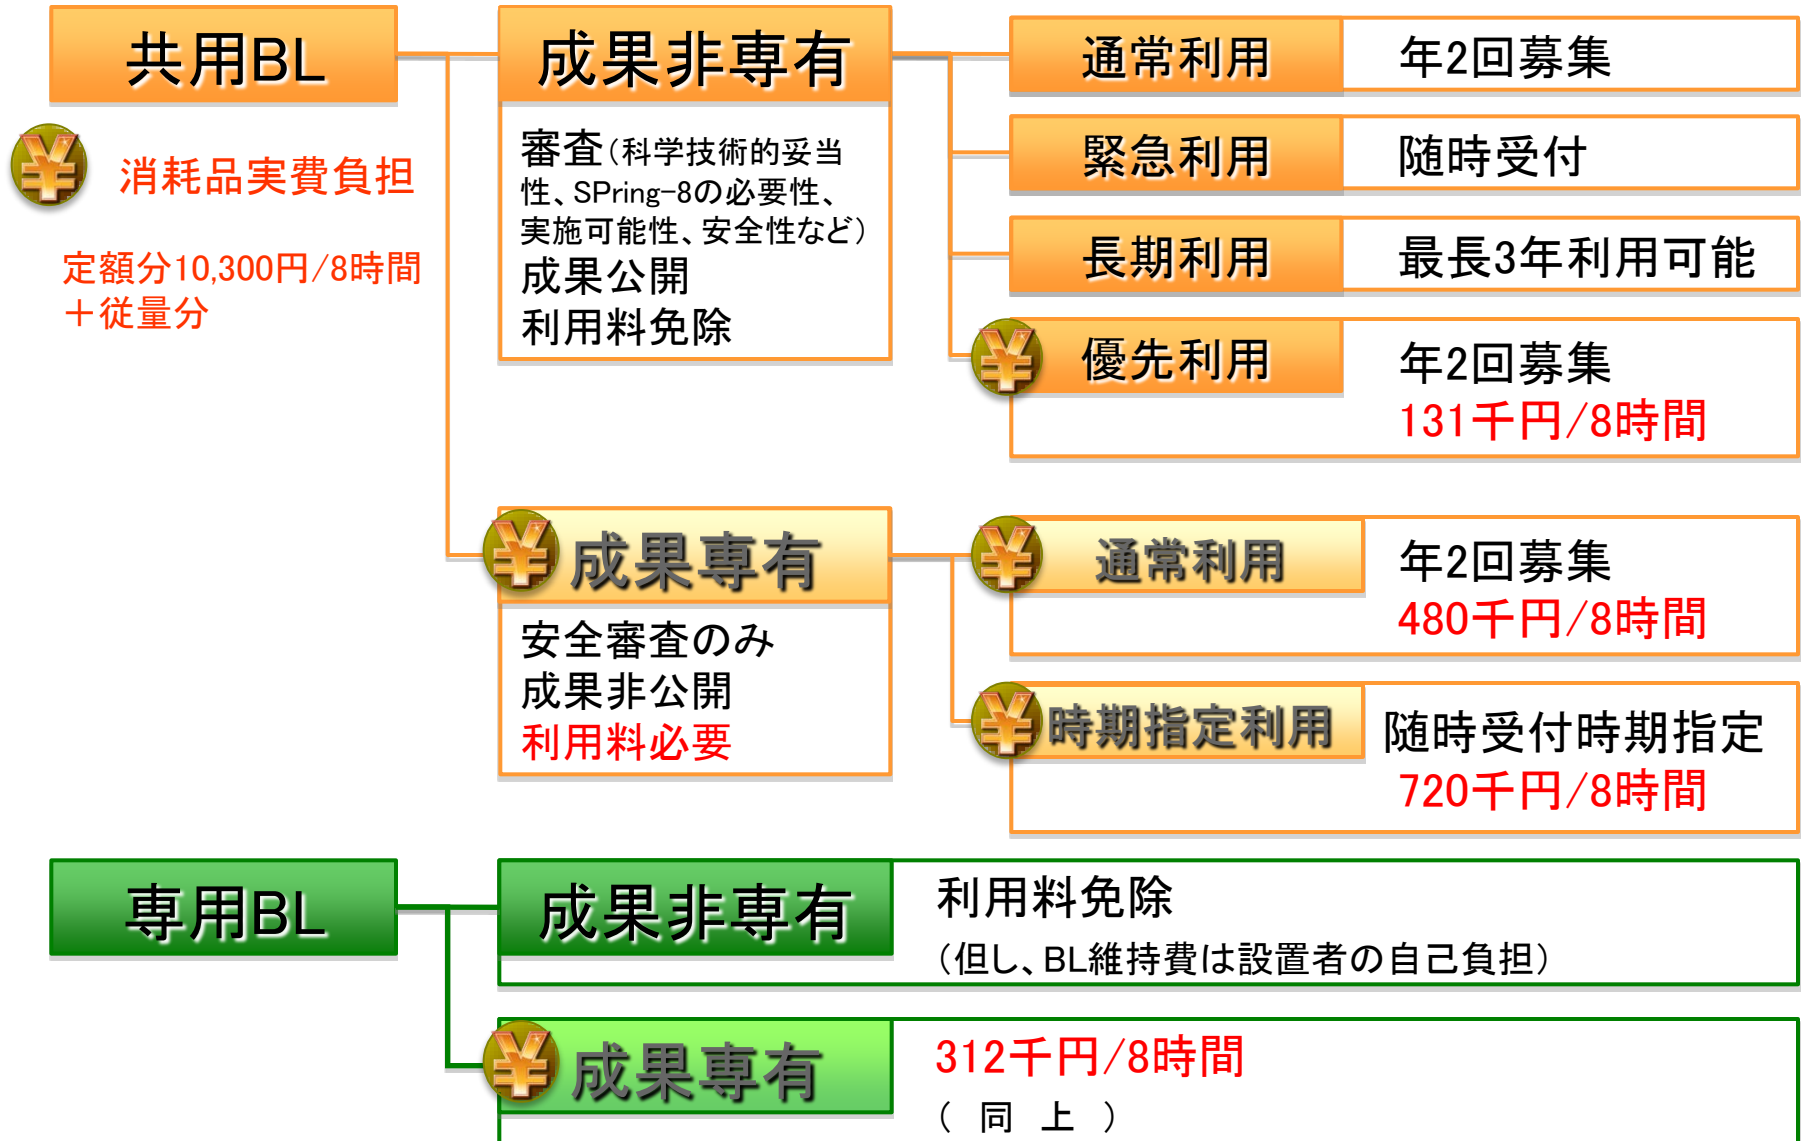 共用BL
¥
消耗品実費負担
定額分10,300円/8時間
＋従量分
成果非専有
審査（科学技術的妥当
性、SPring-8の必要性、
実施可能性、安全性など）
成果公開
利用料免除
通常利用 年2回募集
緊急利用 随時受付
長期利用 最長3年利用可能
¥ 優先利用 年2回募集
131千円/8時間
¥ 成果専有
安全審査のみ
成果非公開
利用料必要
¥ 通常利用 年2回募集
480千円/8時間
¥ 時期指定利用 随時受付時期指定
720千円/8時間
専用BL
成果非専有 利用料免除
（但し、BL維持費は設置者の自己負担）
¥ 成果専有 312千円/8時間
（ 同 上 ）